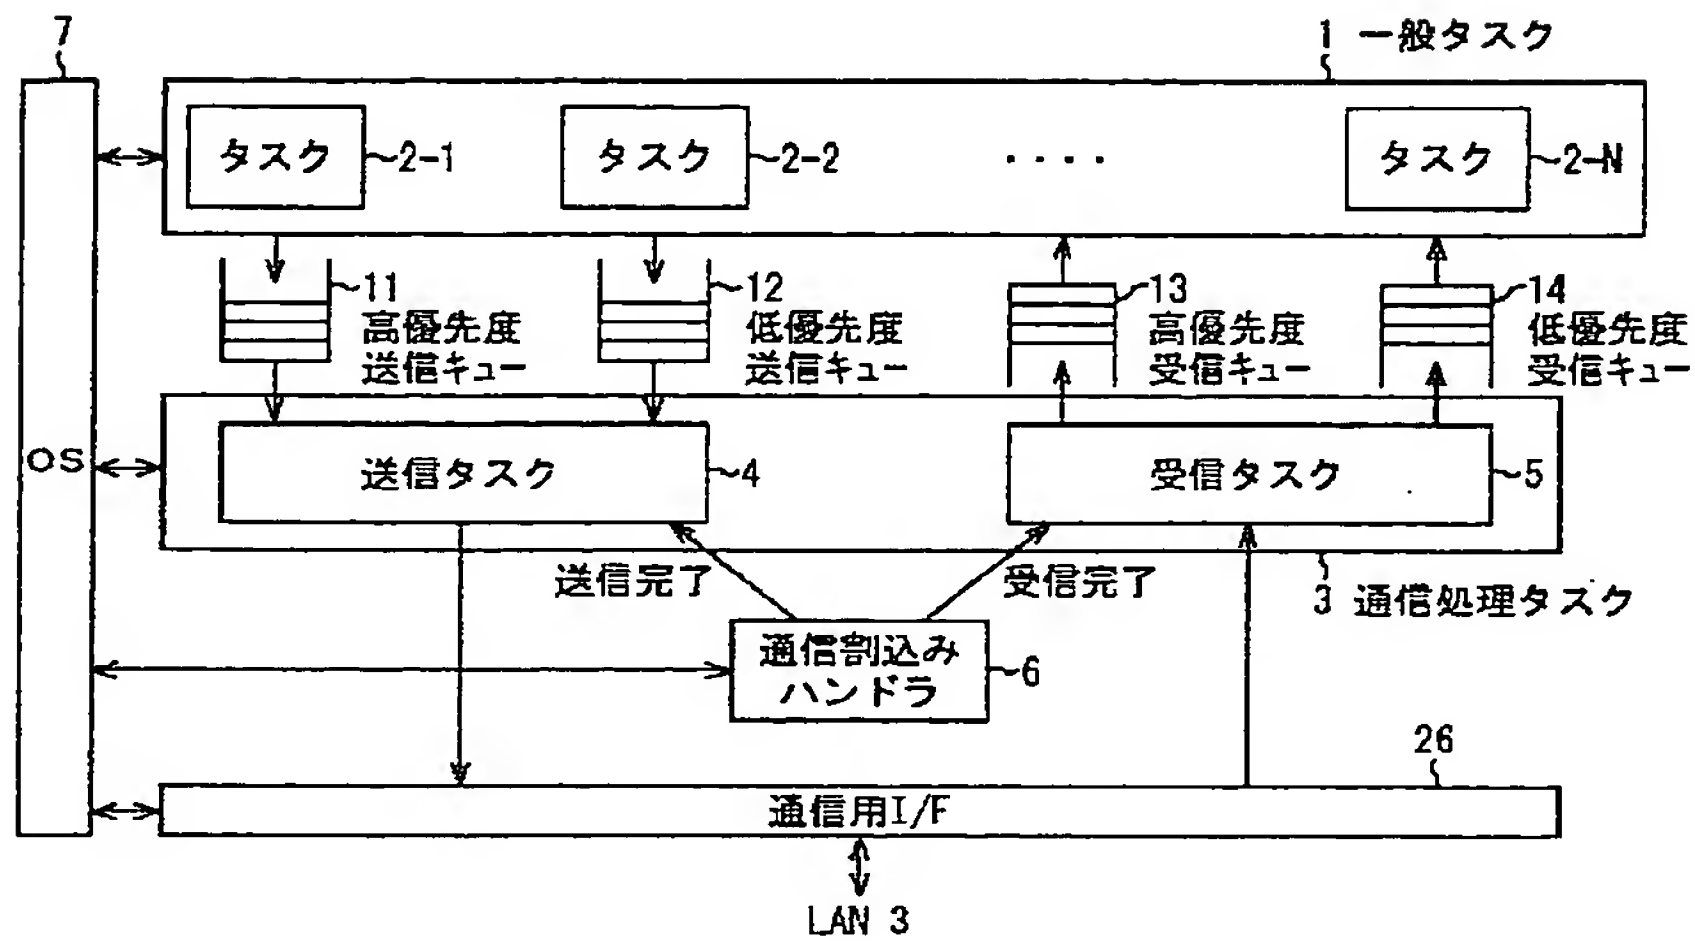 7
1 一般タスク
タスク
2-1
タスク
2-2
････
タスク
2-N
11
高優先度
送信キュー
12
低優先度
送信キュー
13
高優先度
受信キュー
14
低優先度
受信キュー
OS
送信タスク
4
受信タスク
5
送信完了
受信完了
3 通信処理タスク
通信割込み
ハンドラ
6
26
通信用I/F
LAN 3